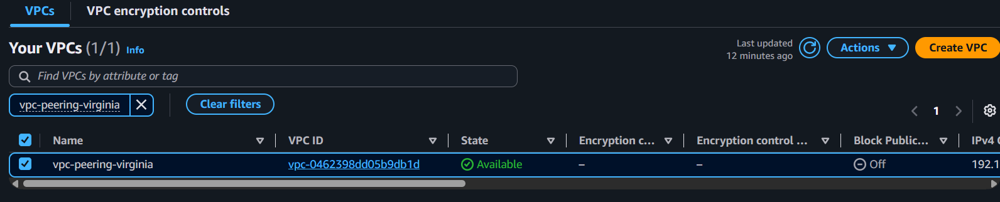 VPCs VPC encryption controls
Your VPCs (1/1) Info
Last updated
12 minutes ago
Actions
Create VPC
Find VPCs by attribute or tag
vpc-peering-virginia
Clear filters
1
Name VPC ID State Encryption c... Encryption control ... Block Public... IPv4
vpc-peering-virginia vpc-0462398dd05b9db1d Available – – Off 192.1